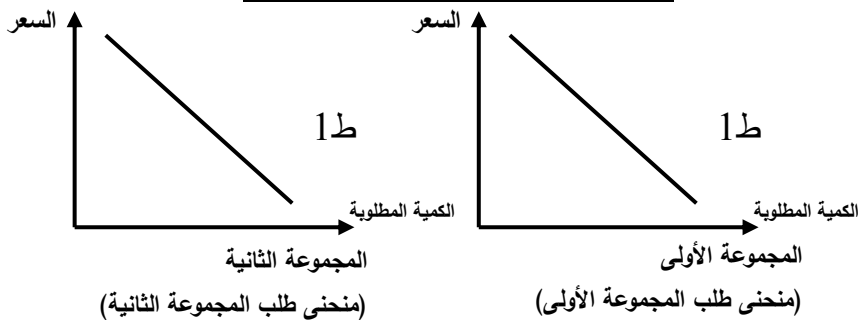 السعر
ط1
الكمية المطلوبة
المجموعة الأولى
(منحنى طلب المجموعة الأولى)
السعر
ط1
الكمية المطلوبة
المجموعة الثانية
(منحنى طلب المجموعة الثانية)